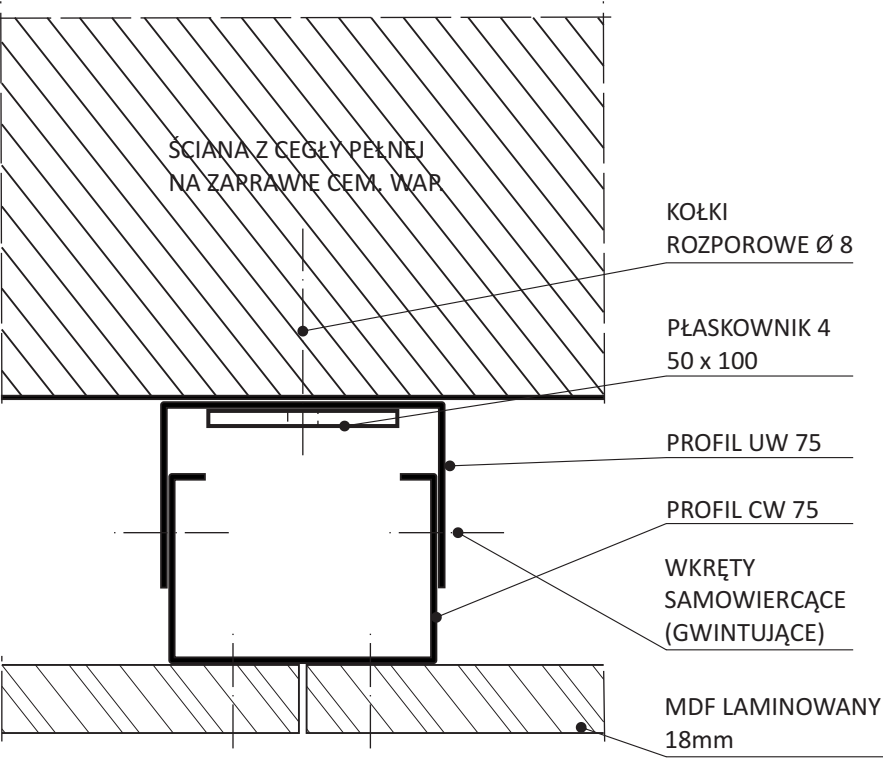 ŚCIANA Z CEGŁY PEŁNEJ
NA ZAPRAWIE CEM. WAP.
KOŁKI
ROZPOROWE Ø 8
PŁASKOWNIK 4
50 x 100
PROFIL UW 75
PROFIL CW 75
WKRĘTY
SAMOWIERCĄCE
(GWINTUJĄCE)
MDF LAMINOWANY
18mm